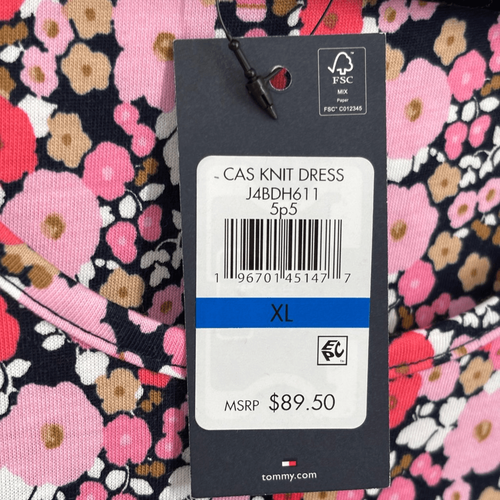 FSC
MIX
Paper
FSC® C012345
CAS KNIT DRESS
J4BDH611
5p5
1 96701 45147 7
XL
EPC
MSRP $89.50
tommy.com